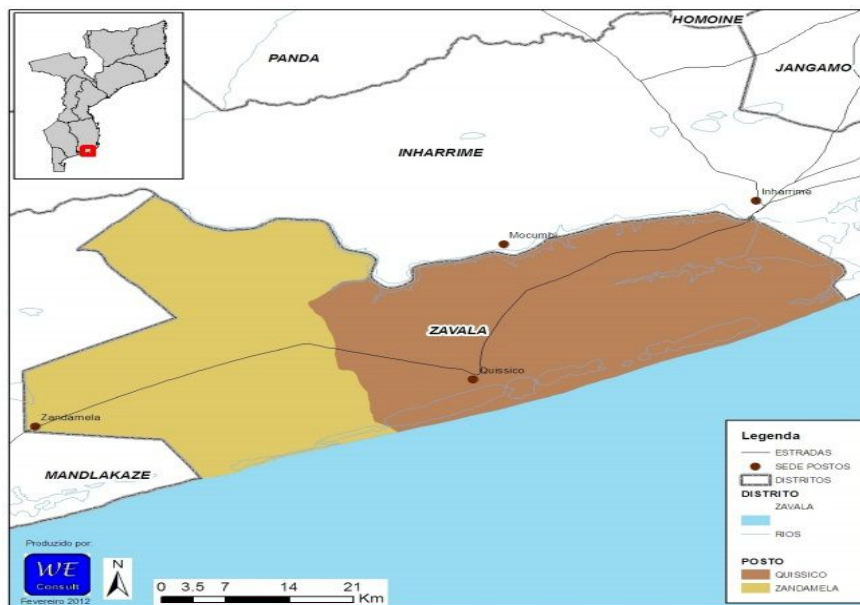 HOMOINE
PANDA
JANGAMO
INHARRIME
Inharrime
Mocumbi
ZAVALA
Quissico
Zandamela
MANDLAKAZE
Legenda
ESTRADAS
SEDE POSTOS
DISTRITOS
DISTRITO
ZAVALA
RIOS
POSTO
QUISSICO
ZANDAMELA
Produzido por:
WE
Consult
Fevereiro 2012
N
0 3.5 7 14 21
Km